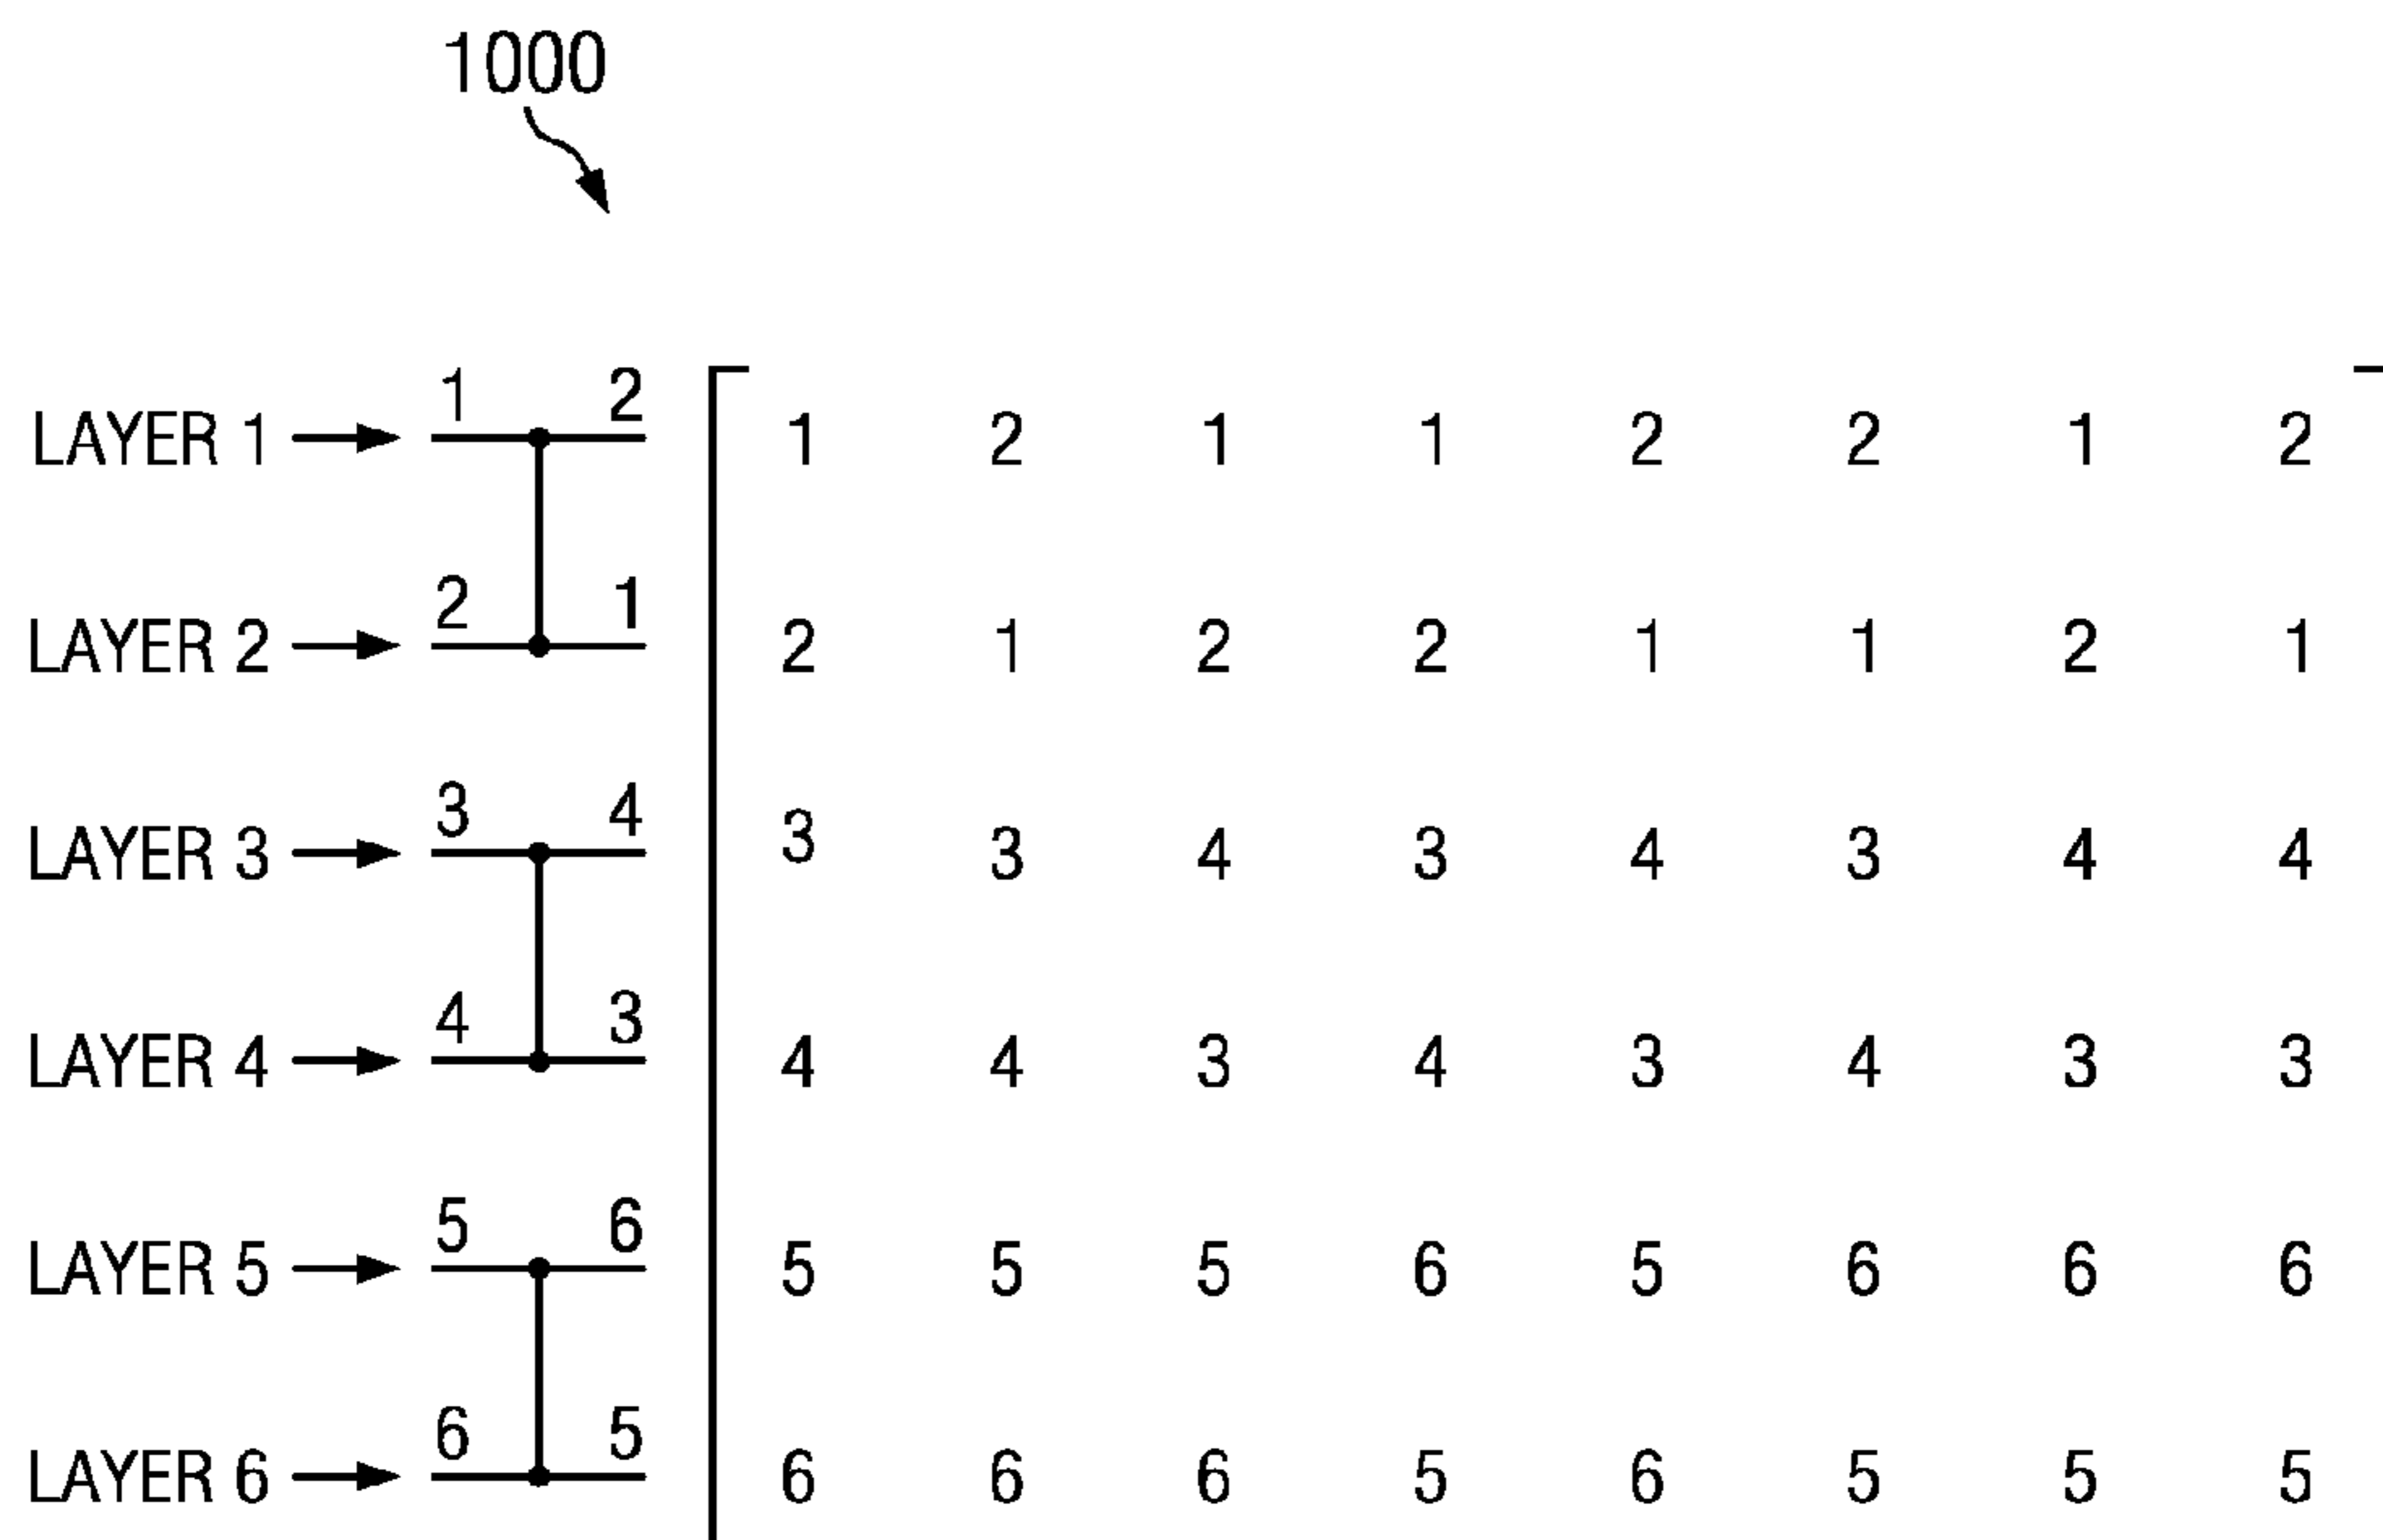 1000
1 2
LAYER 1 1 2 1 1 2 2 1 2
2 1
LAYER 2 2 1 2 2 1 1 2 1
3 4
LAYER 3 3 3 4 3 4 3 4 4
4 3
LAYER 4 4 4 3 4 3 4 3 3
5 6
LAYER 5 5 5 5 6 5 6 6 6
6 5
LAYER 6 6 6 6 5 6 5 5 5